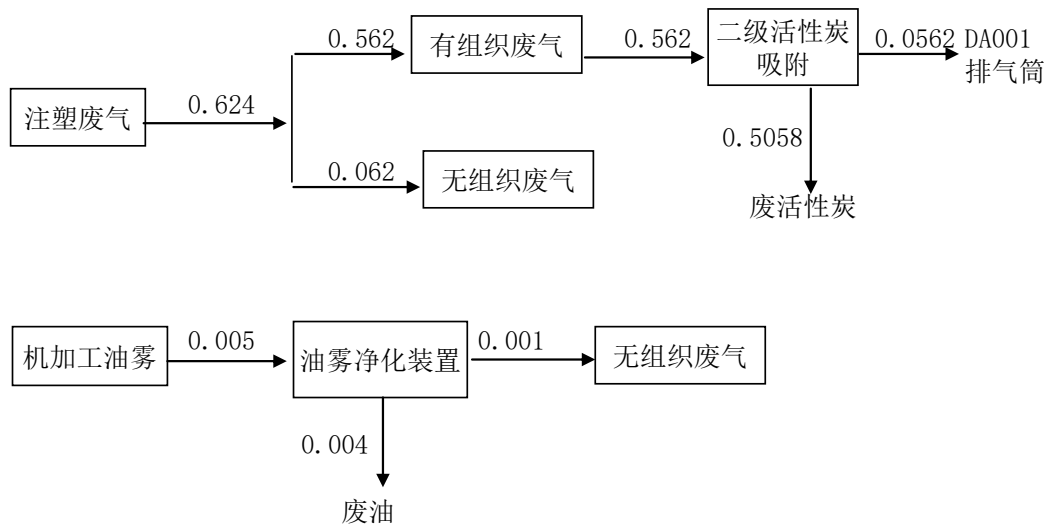 0.562
有组织废气
0.562
二级活性炭
吸附
0.0562
DA001
排气筒
注塑废气
0.624
0.5058
0.062
无组织废气
废活性炭
机加工油雾
0.005
油雾净化装置
0.001
无组织废气
0.004
废油